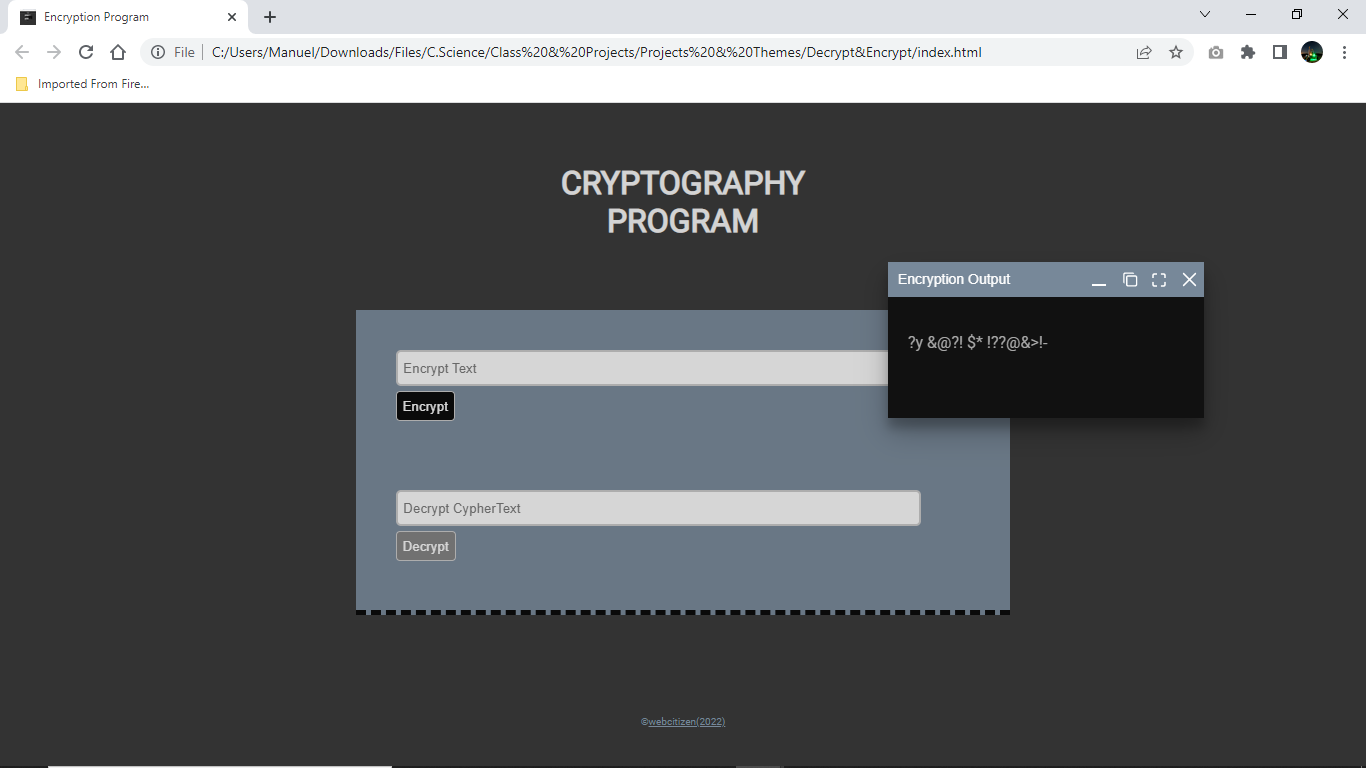 Encryption Program
File
C:/Users/Manuel/Downloads/Files/C.Science/Class%20&%20Projects/Projects%20&%20Themes/Decrypt&Encrypt/index.html
Imported From Fire...
CRYPTOGRAPHY
PROGRAM
Encryption Output
?y &@?! $* !??@&>!-
Encrypt Text
Encrypt
Decrypt CypherText
Decrypt
©webcitizen(2022)